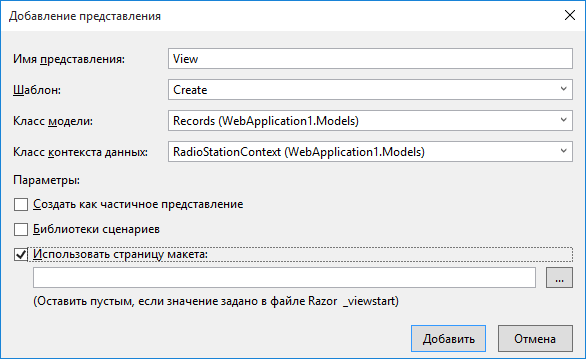 Добавление представления
Имя представления: View
Шаблон: Create
Класс модели: Records (WebApplication1.Models)
Класс контекста данных: RadioStationContext (WebApplication1.Models)
Параметры:
Создать как частичное представление
Библиотеки сценариев
Использовать страницу макета:
...
(Оставить пустым, если значение задано в файле Razor _viewstart)
Добавить Отмена